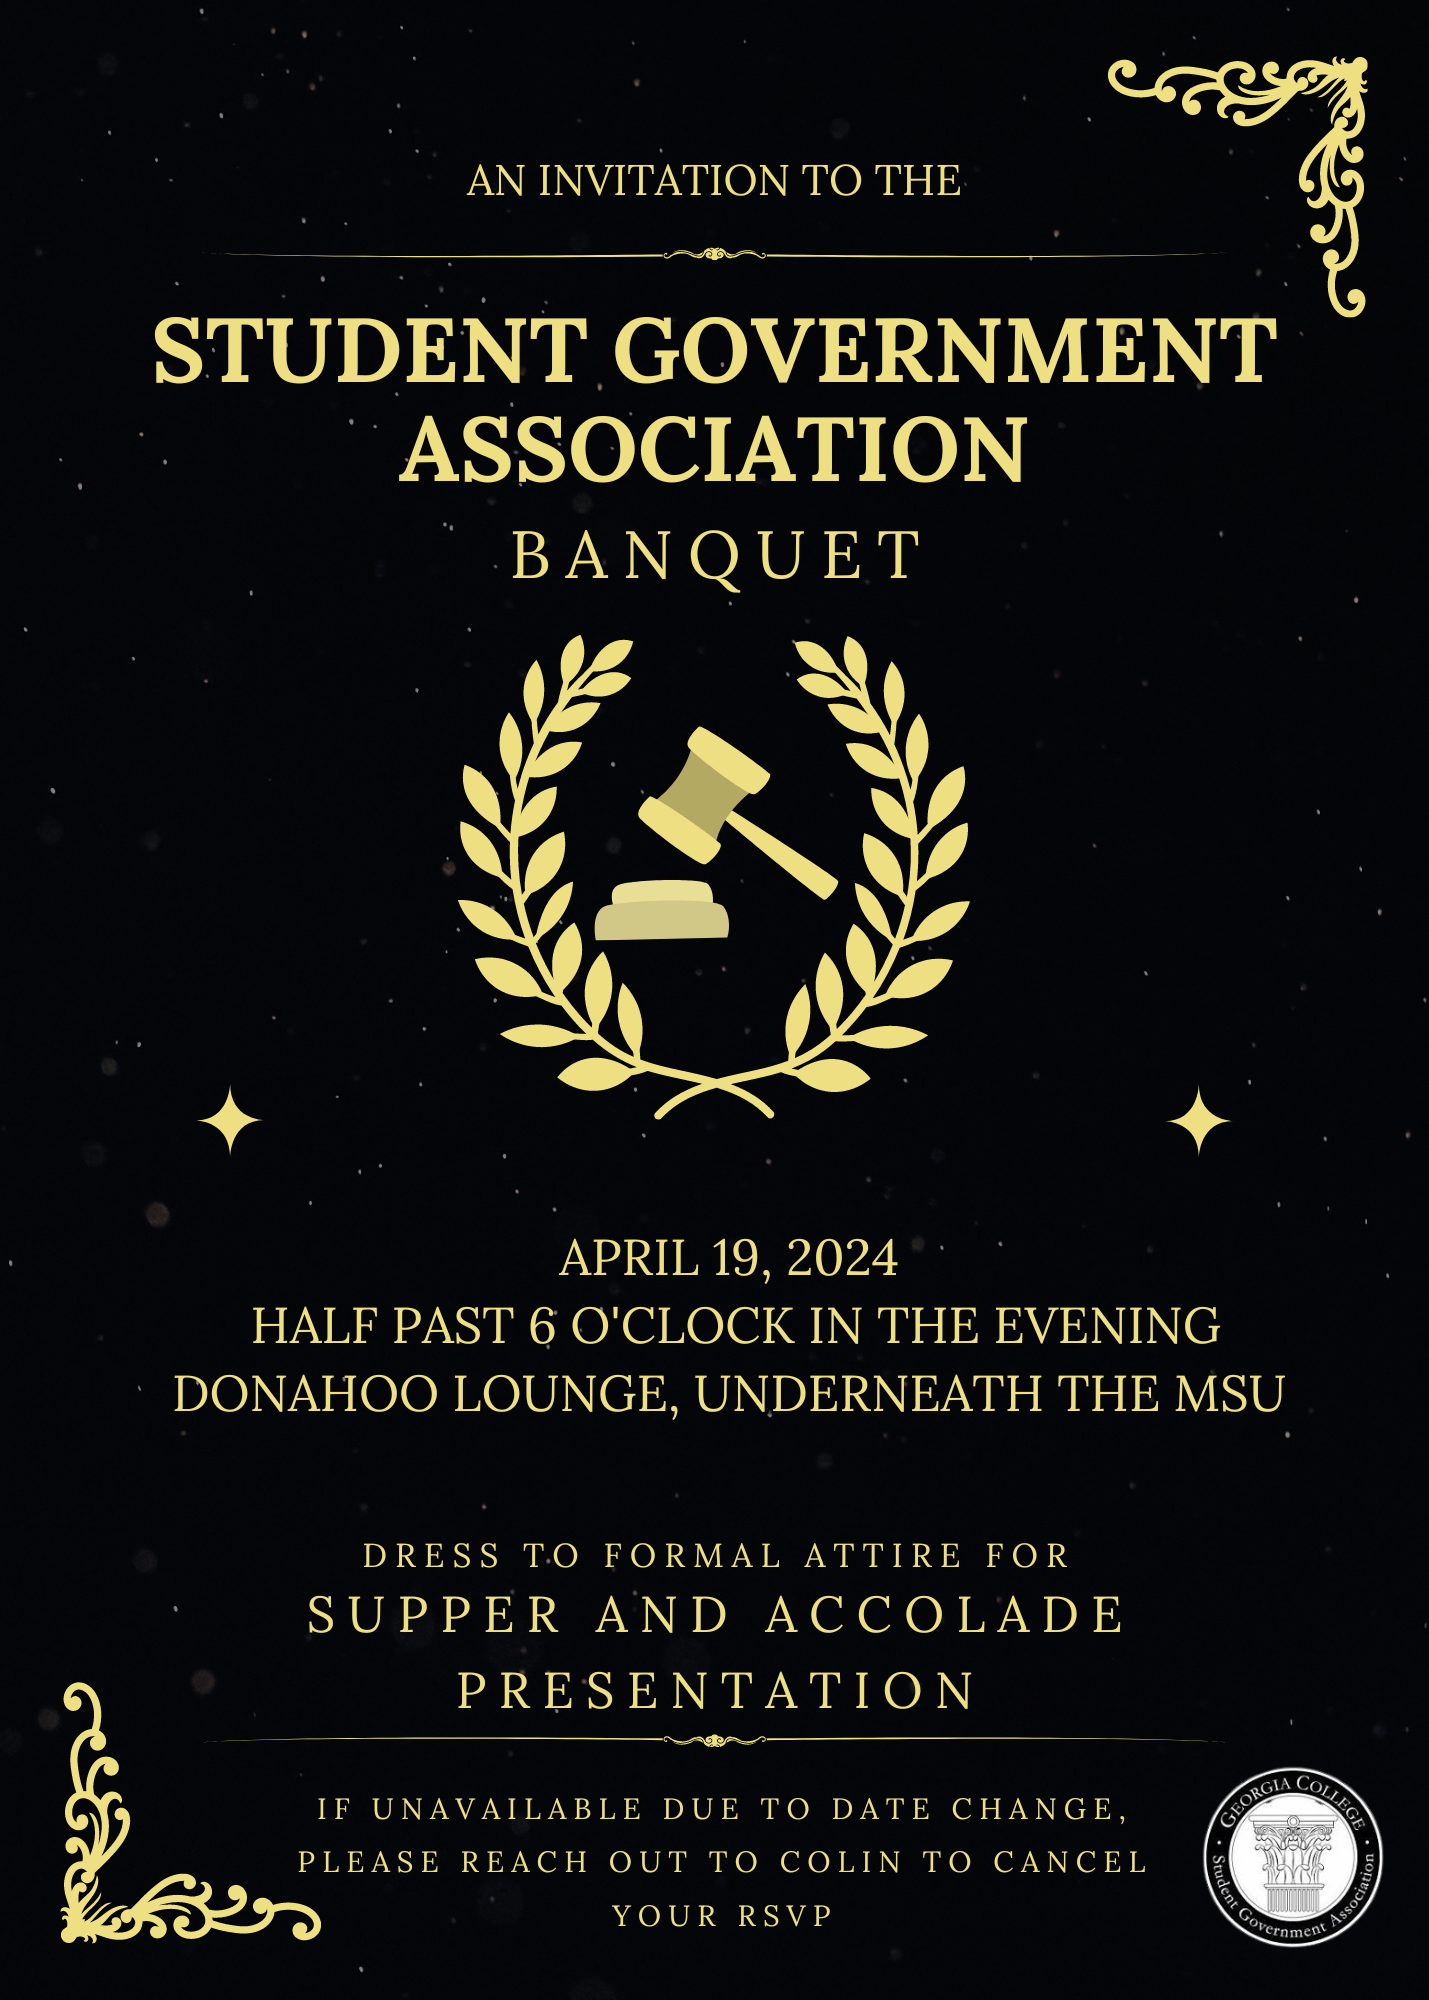 AN INVITATION TO THE
STUDENT GOVERNMENT
ASSOCIATION
BANQUET
APRIL 19, 2024
HALF PAST 6 O'CLOCK IN THE EVENING
DONAHOO LOUNGE, UNDERNEATH THE MSU
DRESS TO FORMAL ATTIRE FOR
SUPPER AND ACCOLADE
PRESENTATION
IF UNAVAILABLE DUE TO DATE CHANGE,
PLEASE REACH OUT TO COLIN TO CANCEL
YOUR RSVP
GEORGIA COLLEGE
Student Government Association